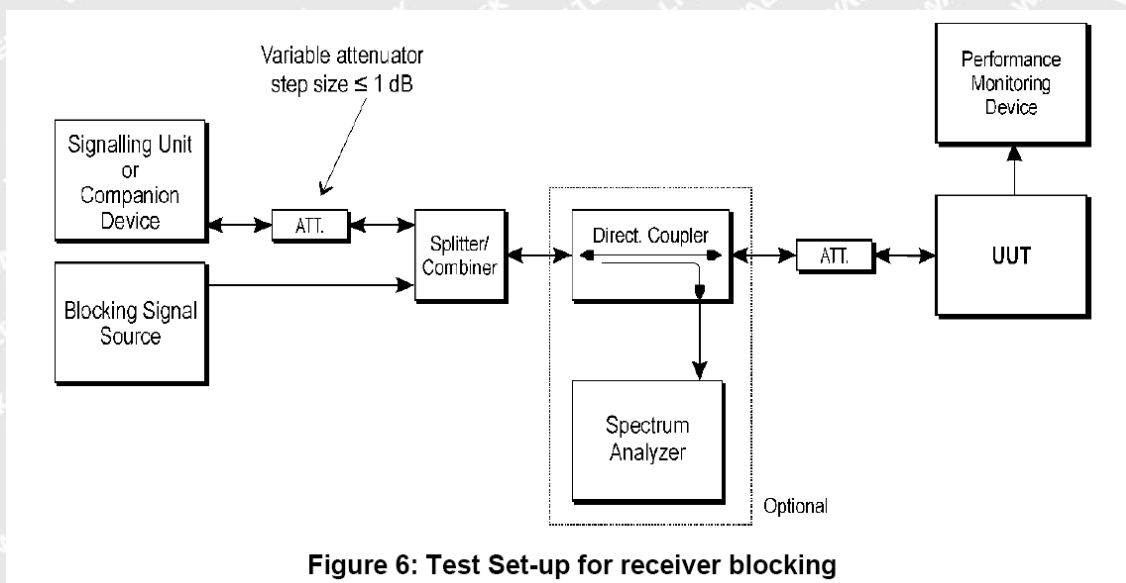 Variable attenuator
step size ≤ 1 dB
Signalling Unit
or
Companion
Device
ATT.
Splitter/
Combiner
Blocking Signal
Source
Direct. Coupler
Spectrum
Analyzer
Optional
ATT.
Performance
Monitoring
Device
UUT
Figure 6: Test Set-up for receiver blocking